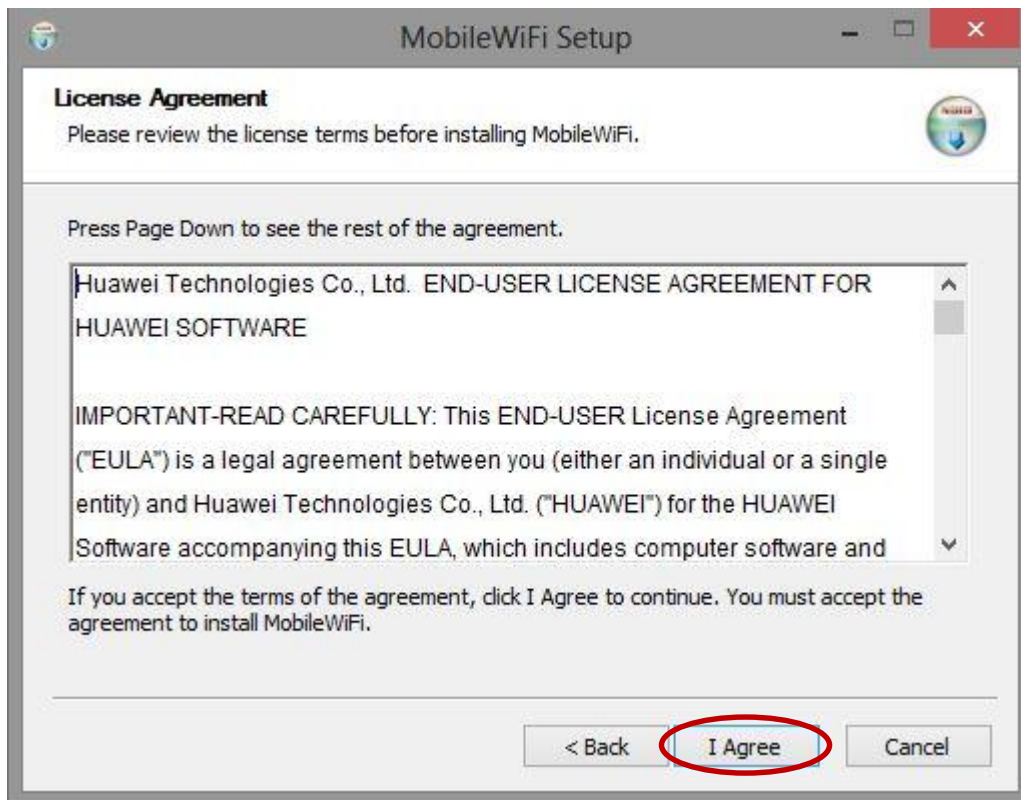 MobileWiFi Setup
License Agreement
Please review the license terms before installing MobileWiFi.
Press Page Down to see the rest of the agreement.
Huawei Technologies Co., Ltd.  END-USER LICENSE AGREEMENT FOR
HUAWEI SOFTWARE
IMPORTANT-READ CAREFULLY: This END-USER License Agreement
("EULA") is a legal agreement between you (either an individual or a single
entity) and Huawei Technologies Co., Ltd. ("HUAWEI") for the HUAWEI
Software accompanying this EULA, which includes computer software and
If you accept the terms of the agreement, click I Agree to continue. You must accept the
agreement to install MobileWiFi.
< Back
I Agree
Cancel